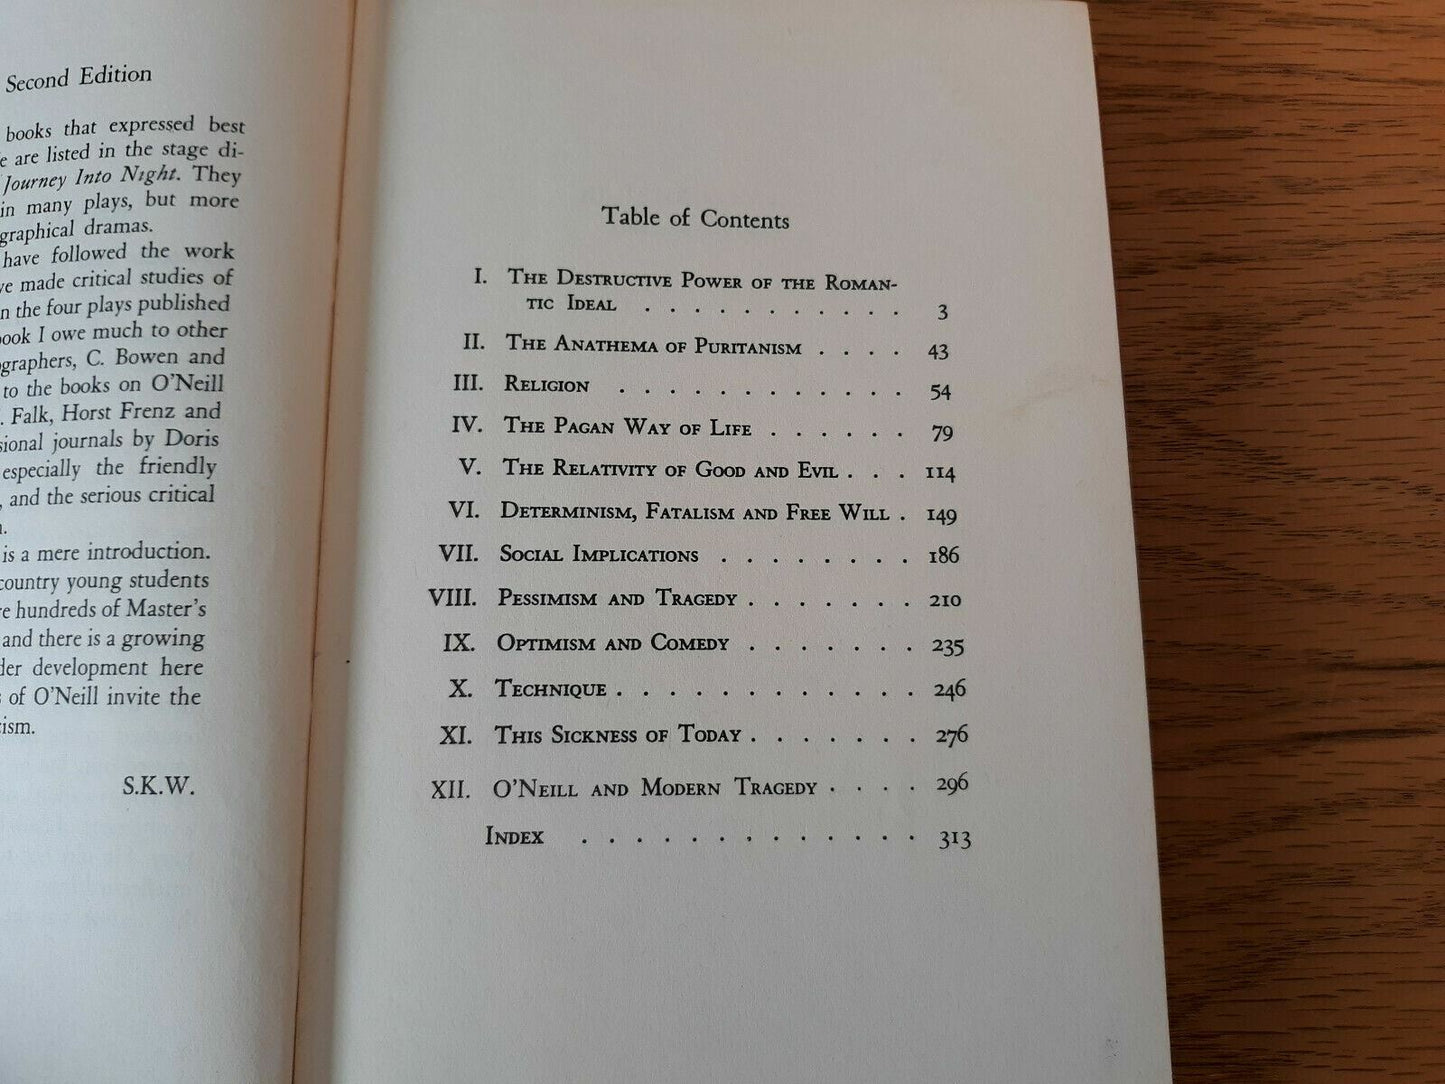 Second Edition
books that expressed best
e are listed in the stage di-
Journey Into Night. They
in many plays, but more
graphical dramas.
have followed the work
ve made critical studies of
n the four plays published
book I owe much to other
ographers, C. Bowen and
to the books on O'Neill
. Falk, Horst Frenz and
sional journals by Doris
especially the friendly
, and the serious critical
is a mere introduction.
country young students
re hundreds of Master's
and there is a growing
der development here
s of O'Neill invite the
cism.
S.K.W.
Table of Contents
I. The Destructive Power of the Roman-
tic Ideal . . . . . . . . . . . 3
II. The Anathema of Puritanism . . . . 43
III. Religion . . . . . . . . . . . . 54
IV. The Pagan Way of Life . . . . . . 79
V. The Relativity of Good and Evil . . . 114
VI. Determinism, Fatalism and Free Will . 149
VII. Social Implications . . . . . . . . 186
VIII. Pessimism and Tragedy . . . . . . . 210
IX. Optimism and Comedy . . . . . . . 235
X. Technique . . . . . . . . . . . . 246
XI. This Sickness of Today . . . . . . . 276
XII. O'Neill and Modern Tragedy . . . . 296
Index . . . . . . . . . . . . . 313